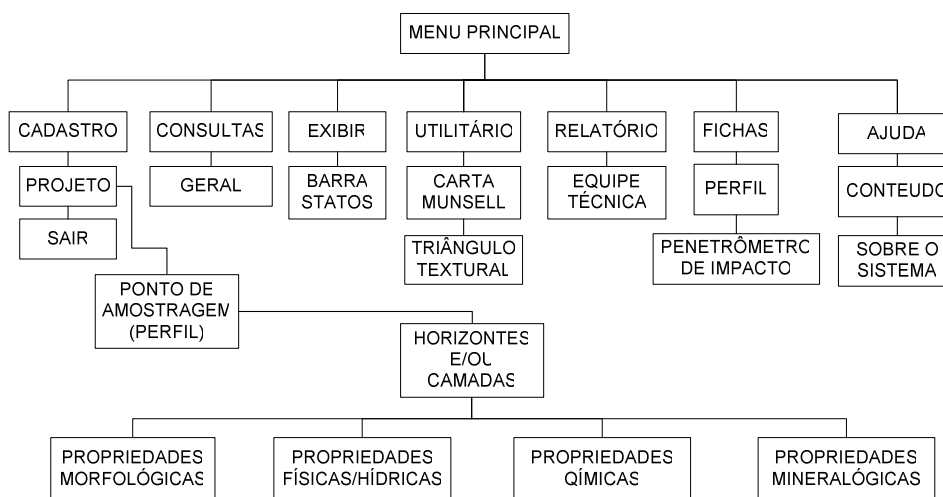 MENU PRINCIPAL
CADASTRO
CONSULTAS
EXIBIR
UTILITÁRIO
RELATÓRIO
FICHAS
AJUDA
PROJETO
GERAL
BARRA
STATOS
CARTA
MUNSELL
EQUIPE
TÉCNICA
PERFIL
CONTEUDO
SAIR
TRIÂNGULO
TEXTURAL
PENETRÔMETRO
DE IMPACTO
SOBRE O
SISTEMA
PONTO DE
AMOSTRAGEM
(PERFIL)
HORIZONTES
E/OU
CAMADAS
PROPRIEDADES
MORFOLÓGICAS
PROPRIEDADES
FÍSICAS/HÍDRICAS
PROPRIEDADES
QÍMICAS
PROPRIEDADES
MINERALÓGICAS